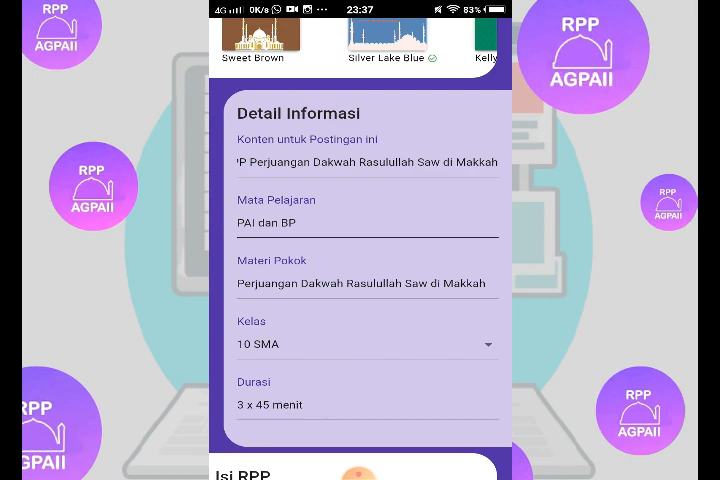 4G 0K/s 23:37 83%
Sweet Brown Silver Lake Blue Kelly
Detail Informasi
Konten untuk Postingan ini
'P Perjuangan Dakwah Rasulullah Saw di Makkah
Mata Pelajaran
PAI dan BP
Materi Pokok
Perjuangan Dakwah Rasulullah Saw di Makkah
Kelas
10 SMA
Durasi
3 x 45 menit
Isi RPP
RPP
AGPAII
RPP
AGPAII
RPP
AGPAII
RPP
AGPAII
RPP
AGPAII
RPP
AGPAII